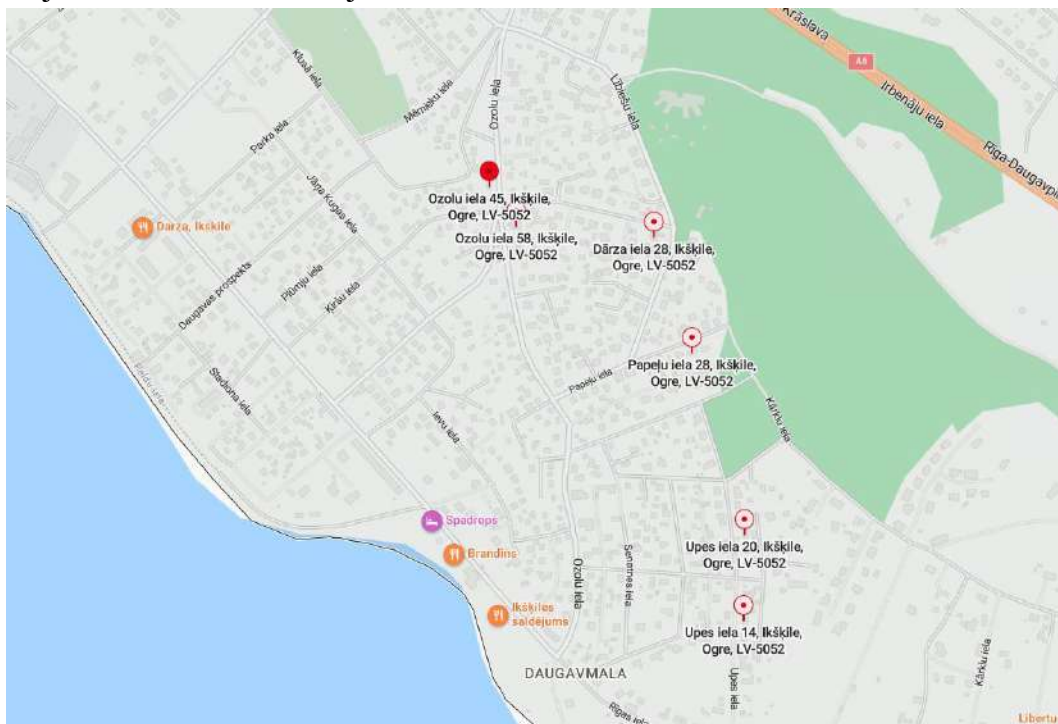 Krāslava
A6
Irbenāju iela
Rīga-Daugavpils
Klusā iela
Mērnieku iela
Ozolu iela
Lībiešu iela
Parka iela
Jāņa Kugas iela
Ozolu iela 45, Ikšķile,
Ogre, LV-5052
Ozolu iela 58, Ikšķile,
Ogre, LV-5052
Dārza iela 28, Ikšķile,
Ogre, LV-5052
Darza, Ikskile
Daugavas prospekts
Plūmju iela
Ķiršu iela
Papeļu iela 28, Ikšķile,
Ogre, LV-5052
Papeļu iela
Stadiona iela
Ievu iela
Kārklu iela
Spadrops
Brandins
Ikšķiles
saldējums
Ozolu iela
Senatnes iela
Upes iela 20, Ikšķile,
Ogre, LV-5052
Upes iela 14, Ikšķile,
Ogre, LV-5052
DAUGAVMALA
Rīgas iela
Upes iela
Kārklu iela
Libertu